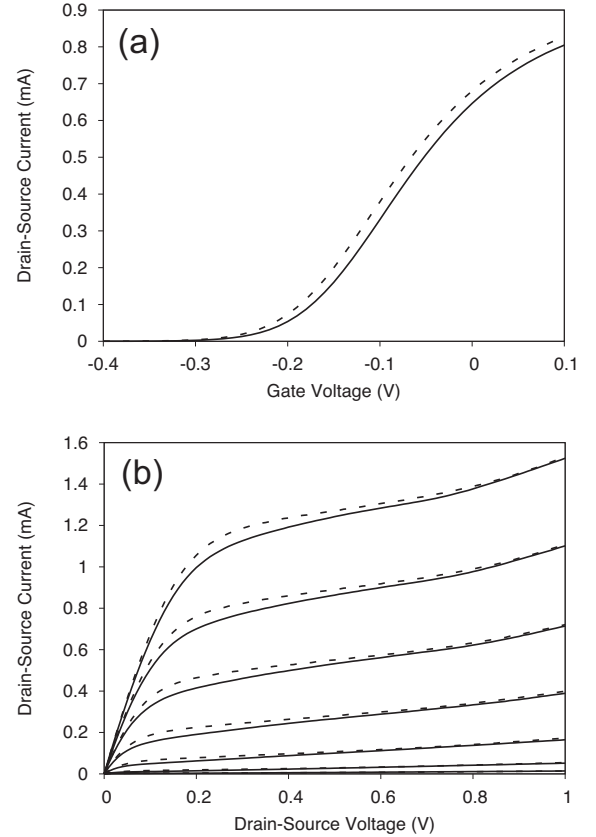 (a)
Drain-Source Current (mA)
0.9
0.8
0.7
0.6
0.5
0.4
0.3
0.2
0.1
0
-0.4 -0.3 -0.2 -0.1 0 0.1
Gate Voltage (V)
(b)
Drain-Source Current (mA)
1.6
1.4
1.2
1
0.8
0.6
0.4
0.2
0
0 0.2 0.4 0.6 0.8 1
Drain-Source Voltage (V)